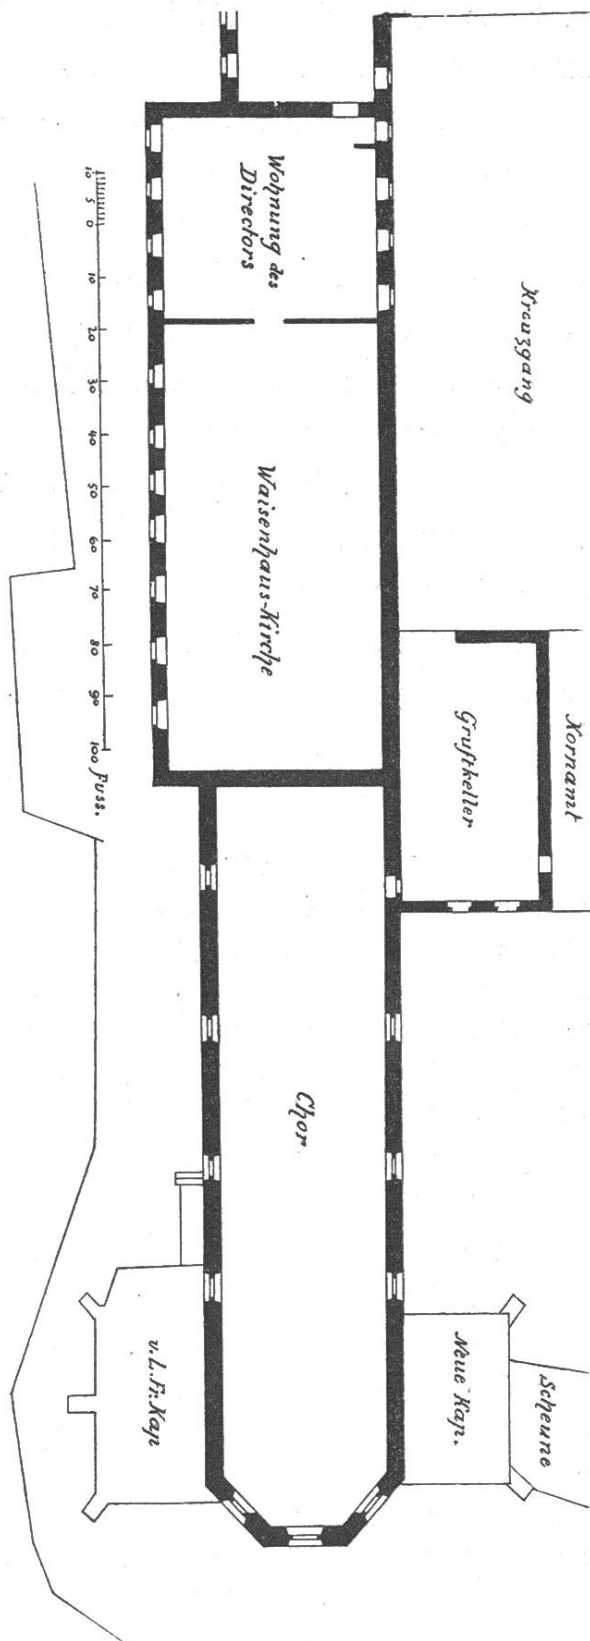 Wohnung des
Directors
Kreuzgang
10 5 0 10 20 30 40 50 60 70 80 90 100 Fuss.
Waisenhaus-Kirche
Gruftkeller
Kornamt
Chor
v. L. Fr. Kap
Neue Kap.
Scheune